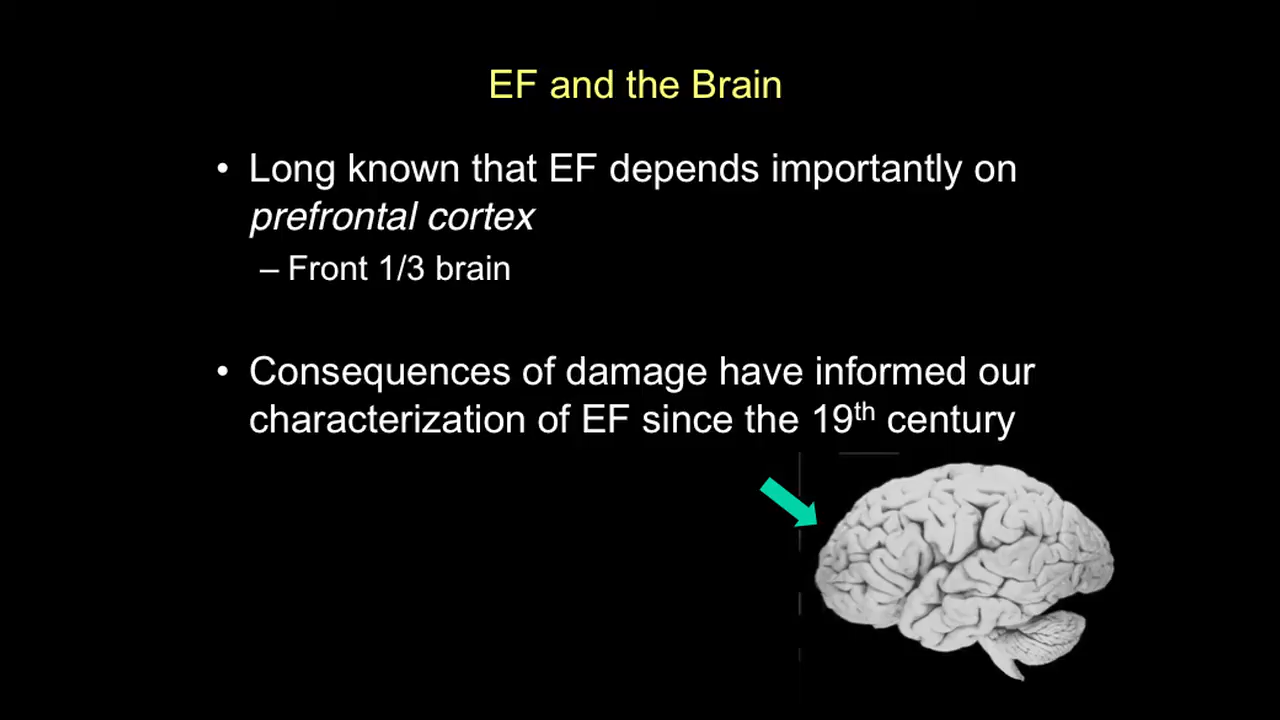 EF and the Brain
• Long known that EF depends importantly on
prefrontal cortex
– Front 1/3 brain
• Consequences of damage have informed our
characterization of EF since the 19th century